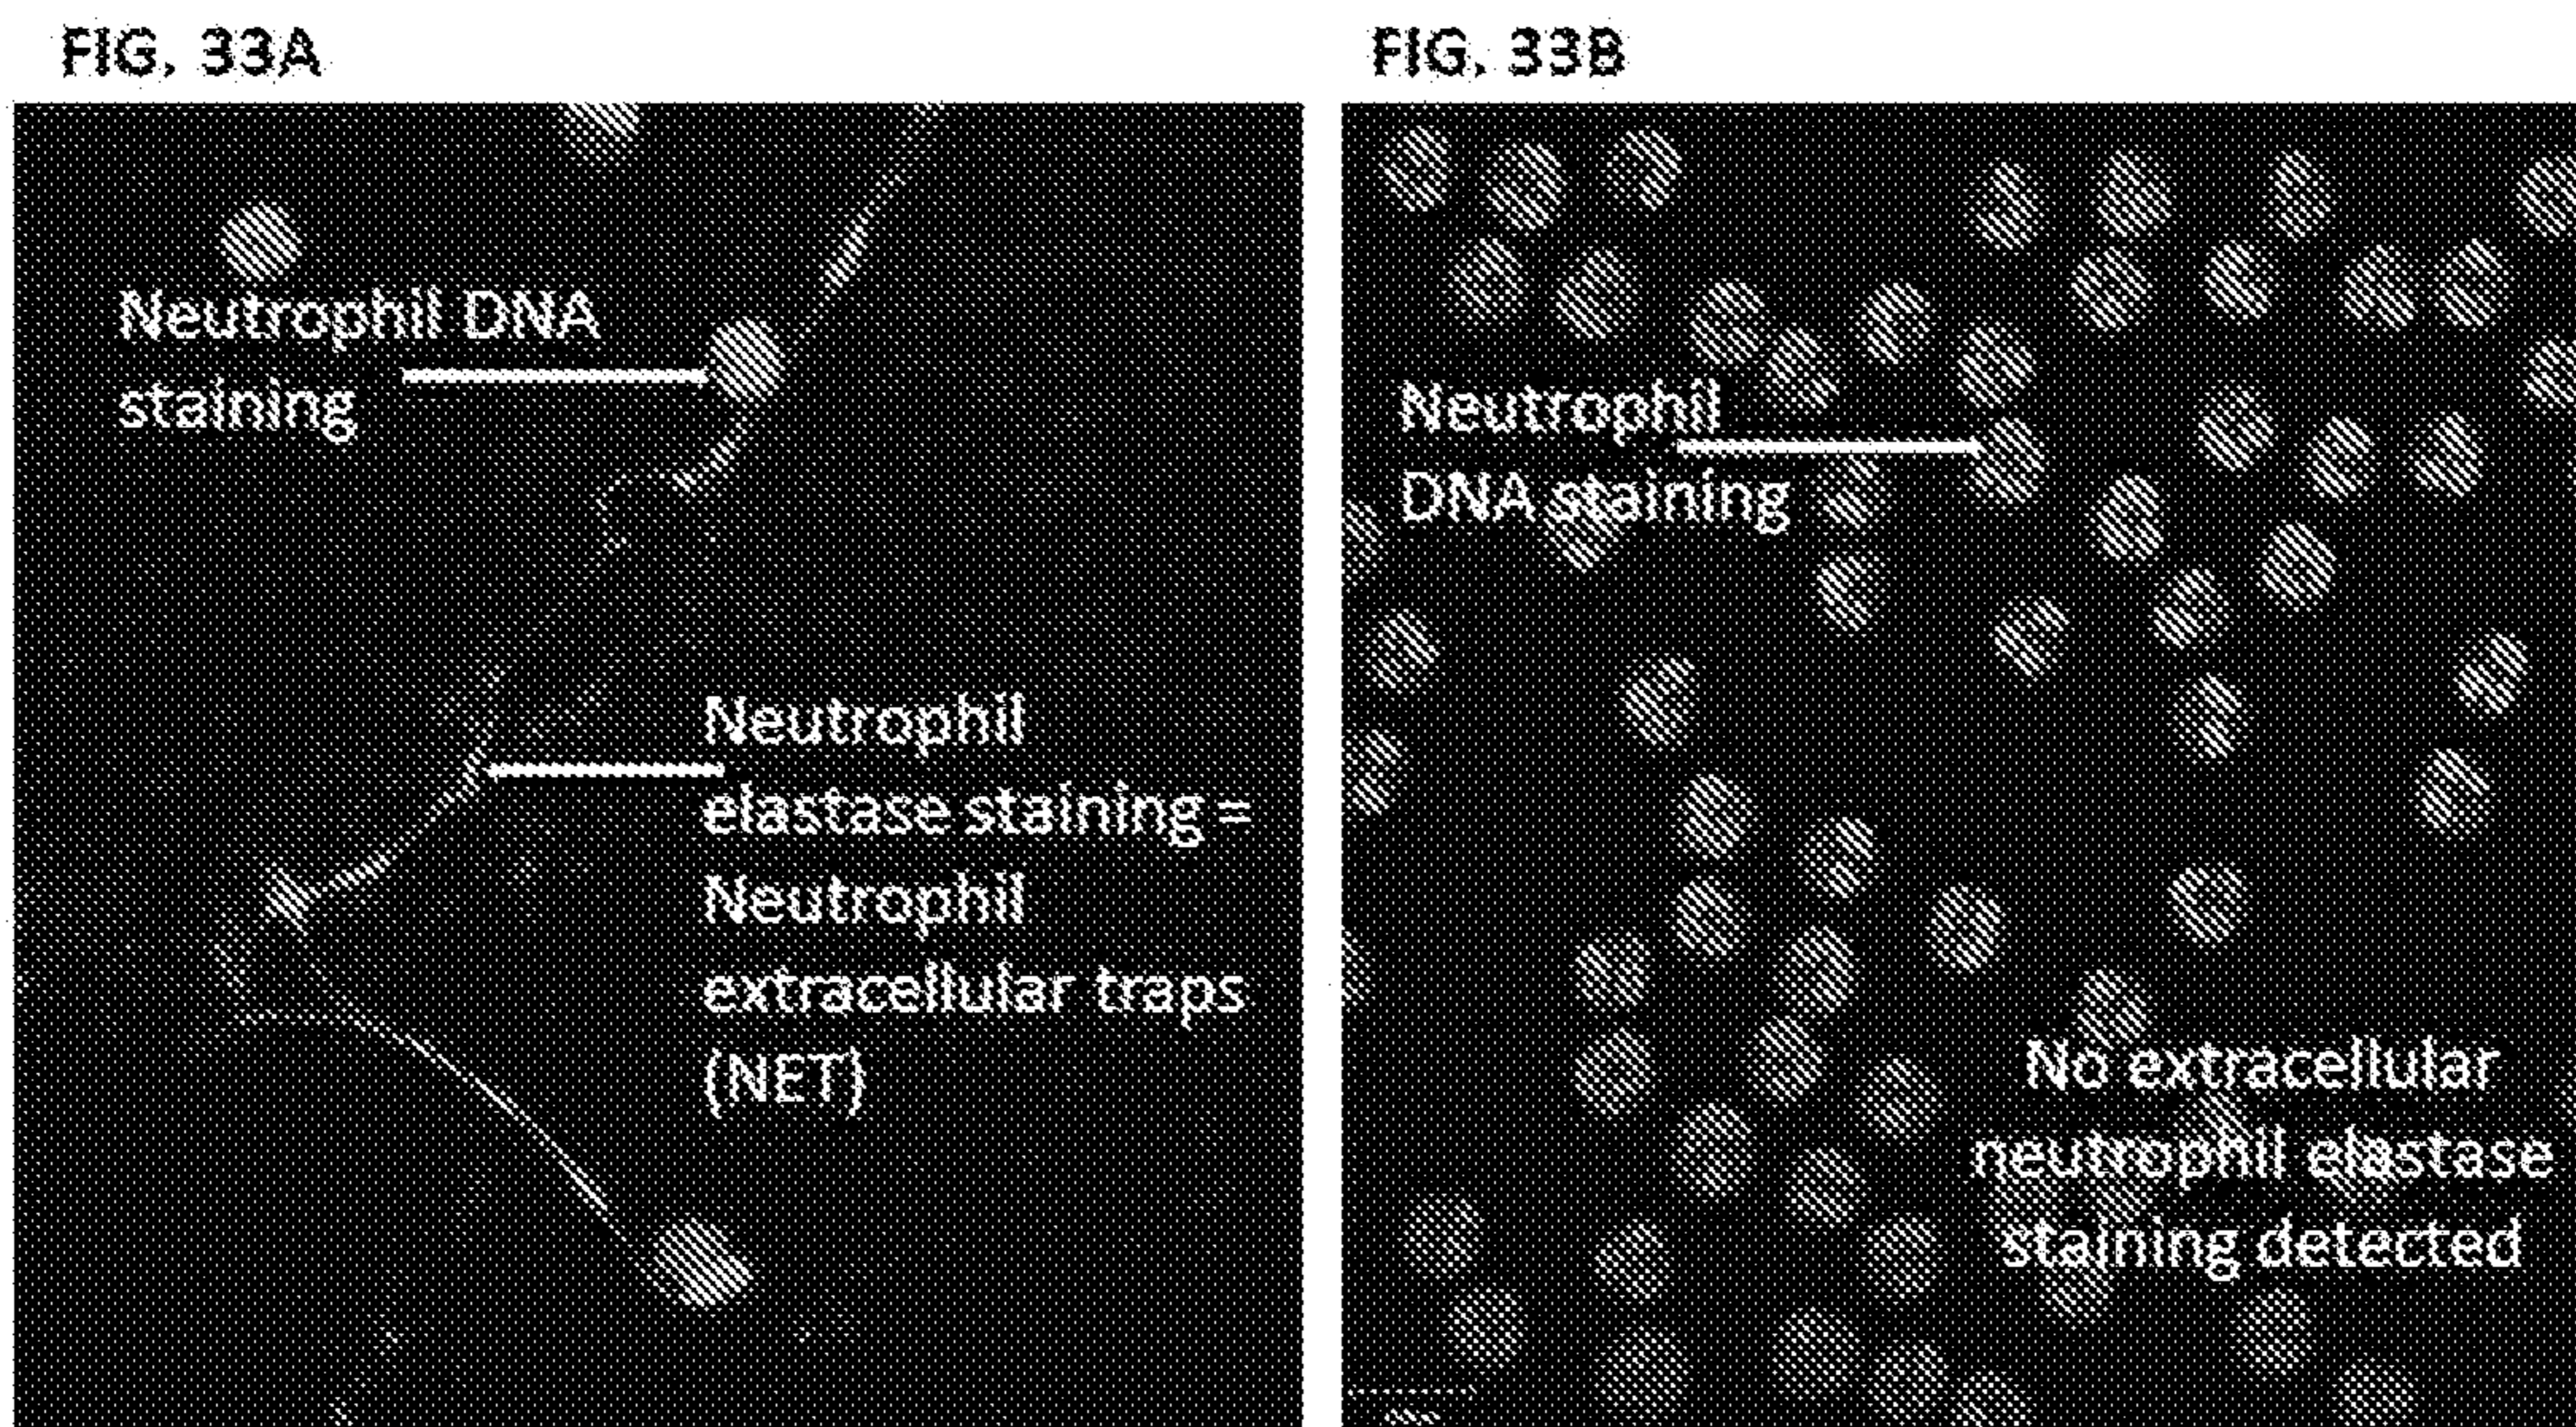 FIG. 33A
Neutrophil DNA
staining
Neutrophil
elastase staining =
Neutrophil
extracellular traps
(NET)
FIG. 33B
Neutrophil
DNA staining
No extracellular
neutrophil elastase
staining detected